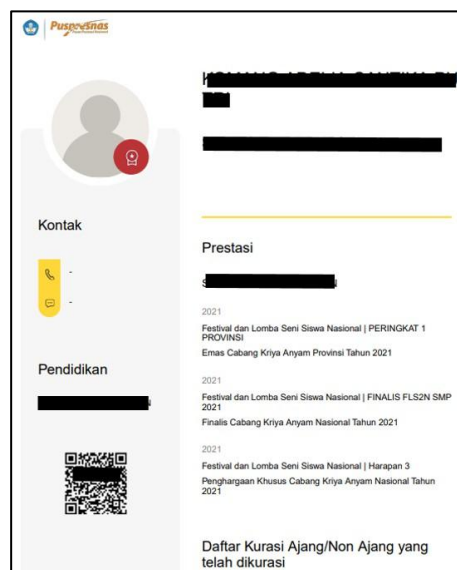 Puspresnas
Kontak
-
-
Pendidikan
Prestasi
2021
Festival dan Lomba Seni Siswa Nasional | PERINGKAT 1
PROVINSI
Emas Cabang Kriya Anyam Provinsi Tahun 2021
2021
Festival dan Lomba Seni Siswa Nasional | FINALIS FLS2N SMP
2021
Finalis Cabang Kriya Anyam Nasional Tahun 2021
2021
Festival dan Lomba Seni Siswa Nasional | Harapan 3
Penghargaan Khusus Cabang Kriya Anyam Nasional Tahun
2021
Daftar Kurasi Ajang/Non Ajang yang
telah dikurasi